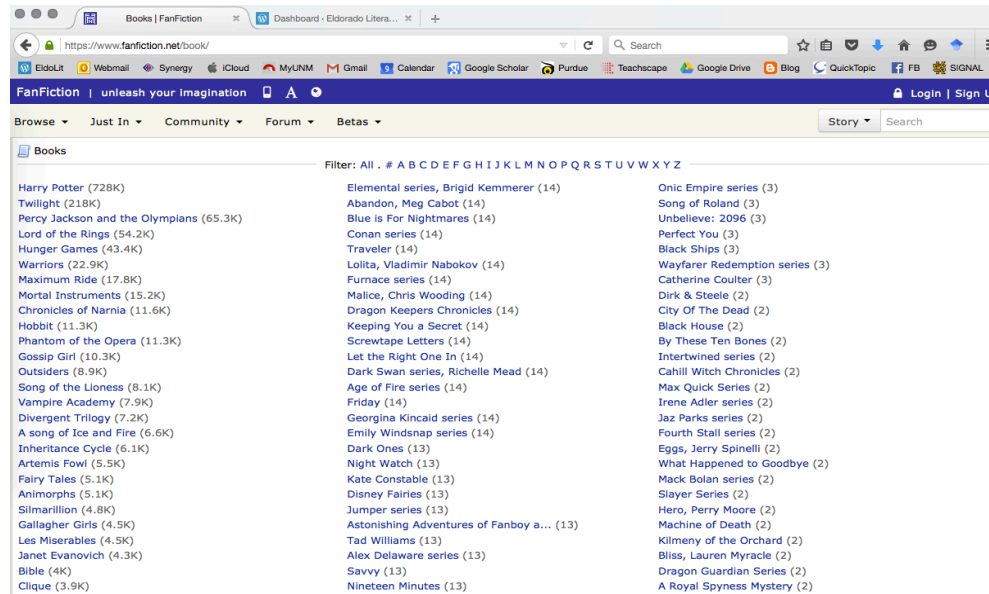 Books | FanFiction
Dashboard ‹ Eldorado Litera...
https://www.fanfiction.net/book/
Search
EldoLit Webmail Synergy iCloud MyUNM Gmail Calendar Google Scholar Purdue Teachscape Google Drive Blog QuickTopic FB SIGNAL
FanFiction | unleash your imagination A Login | Sign U
Browse Just In Community Forum Betas Story Search
Books
Filter: All . # A B C D E F G H I J K L M N O P Q R S T U V W X Y Z
Harry Potter (728K)
Twilight (218K)
Percy Jackson and the Olympians (65.3K)
Lord of the Rings (54.2K)
Hunger Games (43.4K)
Warriors (22.9K)
Maximum Ride (17.8K)
Mortal Instruments (15.2K)
Chronicles of Narnia (11.6K)
Hobbit (11.3K)
Phantom of the Opera (11.3K)
Gossip Girl (10.3K)
Outsiders (8.9K)
Song of the Lioness (8.1K)
Vampire Academy (7.9K)
Divergent Trilogy (7.2K)
A song of Ice and Fire (6.6K)
Inheritance Cycle (6.1K)
Artemis Fowl (5.5K)
Fairy Tales (5.1K)
Animorphs (5.1K)
Silmarillion (4.8K)
Gallagher Girls (4.5K)
Les Miserables (4.5K)
Janet Evanovich (4.3K)
Bible (4K)
Clique (3.9K)
Elemental series, Brigid Kemmerer (14)
Abandon, Meg Cabot (14)
Blue is For Nightmares (14)
Conan series (14)
Traveler (14)
Lolita, Vladimir Nabokov (14)
Furnace series (14)
Malice, Chris Wooding (14)
Dragon Keepers Chronicles (14)
Keeping You a Secret (14)
Screwtape Letters (14)
Let the Right One In (14)
Dark Swan series, Richelle Mead (14)
Age of Fire series (14)
Friday (14)
Georgina Kincaid series (14)
Emily Windsnap series (14)
Dark Ones (13)
Night Watch (13)
Kate Constable (13)
Disney Fairies (13)
Jumper series (13)
Astonishing Adventures of Fanboy a... (13)
Tad Williams (13)
Alex Delaware series (13)
Savvy (13)
Nineteen Minutes (13)
Onic Empire series (3)
Song of Roland (3)
Unbelieve: 2096 (3)
Perfect You (3)
Black Ships (3)
Wayfarer Redemption series (3)
Catherine Coulter (3)
Dirk & Steele (2)
City Of The Dead (2)
Black House (2)
By These Ten Bones (2)
Intertwined series (2)
Cahill Witch Chronicles (2)
Max Quick Series (2)
Irene Adler series (2)
Jaz Parks series (2)
Fourth Stall series (2)
Eggs, Jerry Spinelli (2)
What Happened to Goodbye (2)
Mack Bolan series (2)
Slayer Series (2)
Hero, Perry Moore (2)
Machine of Death (2)
Kilmeny of the Orchard (2)
Bliss, Lauren Myracle (2)
Dragon Guardian Series (2)
A Royal Spyness Mystery (2)